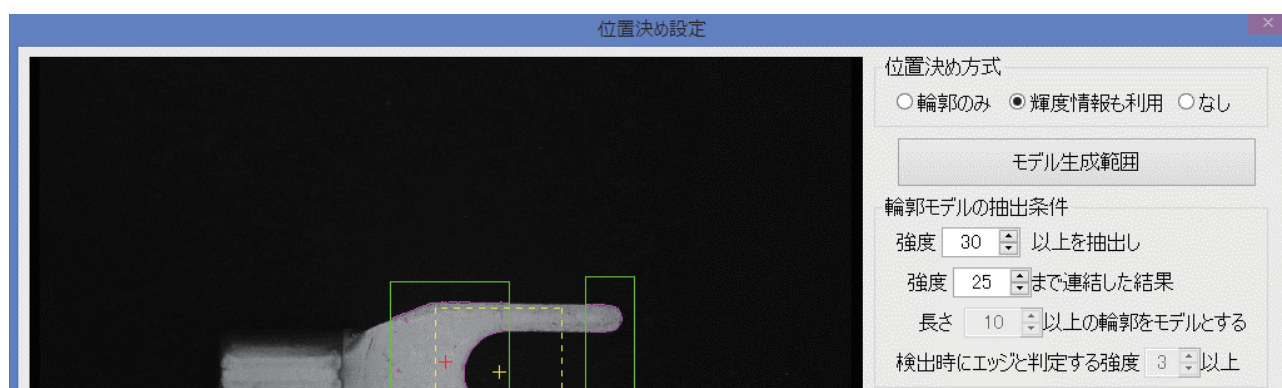 位置決め設定
位置決め方式
輪郭のみ 輝度情報も利用 なし
モデル生成範囲
輪郭モデルの抽出条件
強度 30 以上を抽出し
強度 25 まで連結した結果
長さ 10 以上の輪郭をモデルとする
検出時にエッジと判定する強度 3 以上